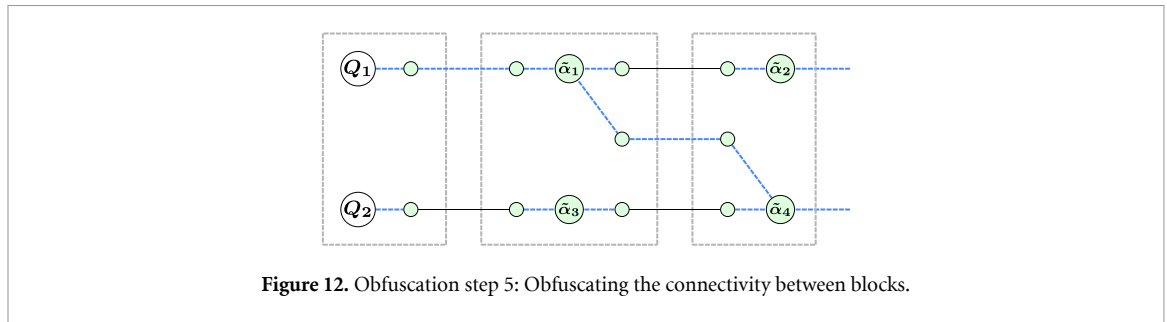 Q₁ α̃₁ α̃₂
Q₂ α̃₃ α̃₄
Figure 12. Obfuscation step 5: Obfuscating the connectivity between blocks.